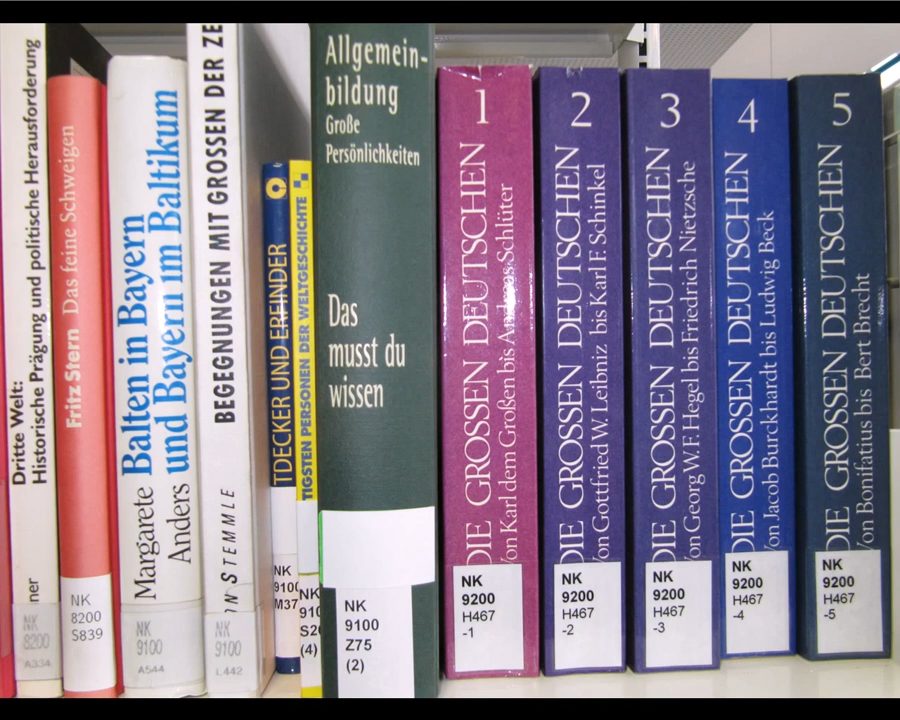 Dritte Welt:
Historische Prägung und politische Herausforderung
ner
NK
8200
A334
Fritz Stern Das feine Schweigen
NK
8200
S839
Margarete
Anders
Balten in Bayern
und Bayern im Baltikum
NK
9100
A544
STEMMLE
BEGEGNUNGEN MIT GROSSEN DER ZE
NK
9100
L442
TDECKER UND ERFINDER
NK
910
M37
TIGSTEN PERSONEN DER WELTGESCHICHTE
NK
910
S2
(4)
Allgemein-
bildung
Große
Persönlichkeiten
Das
musst du
wissen
NK
9100
Z75
(2)
1
DIE GROSSEN DEUTSCHEN
Von Karl dem Großen bis Andreas Schlüter
NK
9200
H467
-1
2
DIE GROSSEN DEUTSCHEN
Von Gottfried W. Leibniz bis Karl F. Schinkel
NK
9200
H467
-2
3
DIE GROSSEN DEUTSCHEN
Von Georg W. F. Hegel bis Friedrich Nietzsche
NK
9200
H467
-3
4
DIE GROSSEN DEUTSCHEN
Von Jacob Burckhardt bis Ludwig Beck
NK
9200
H467
-4
5
DIE GROSSEN DEUTSCHEN
Von Bonifatius bis Bert Brecht
NK
9200
H467
-5